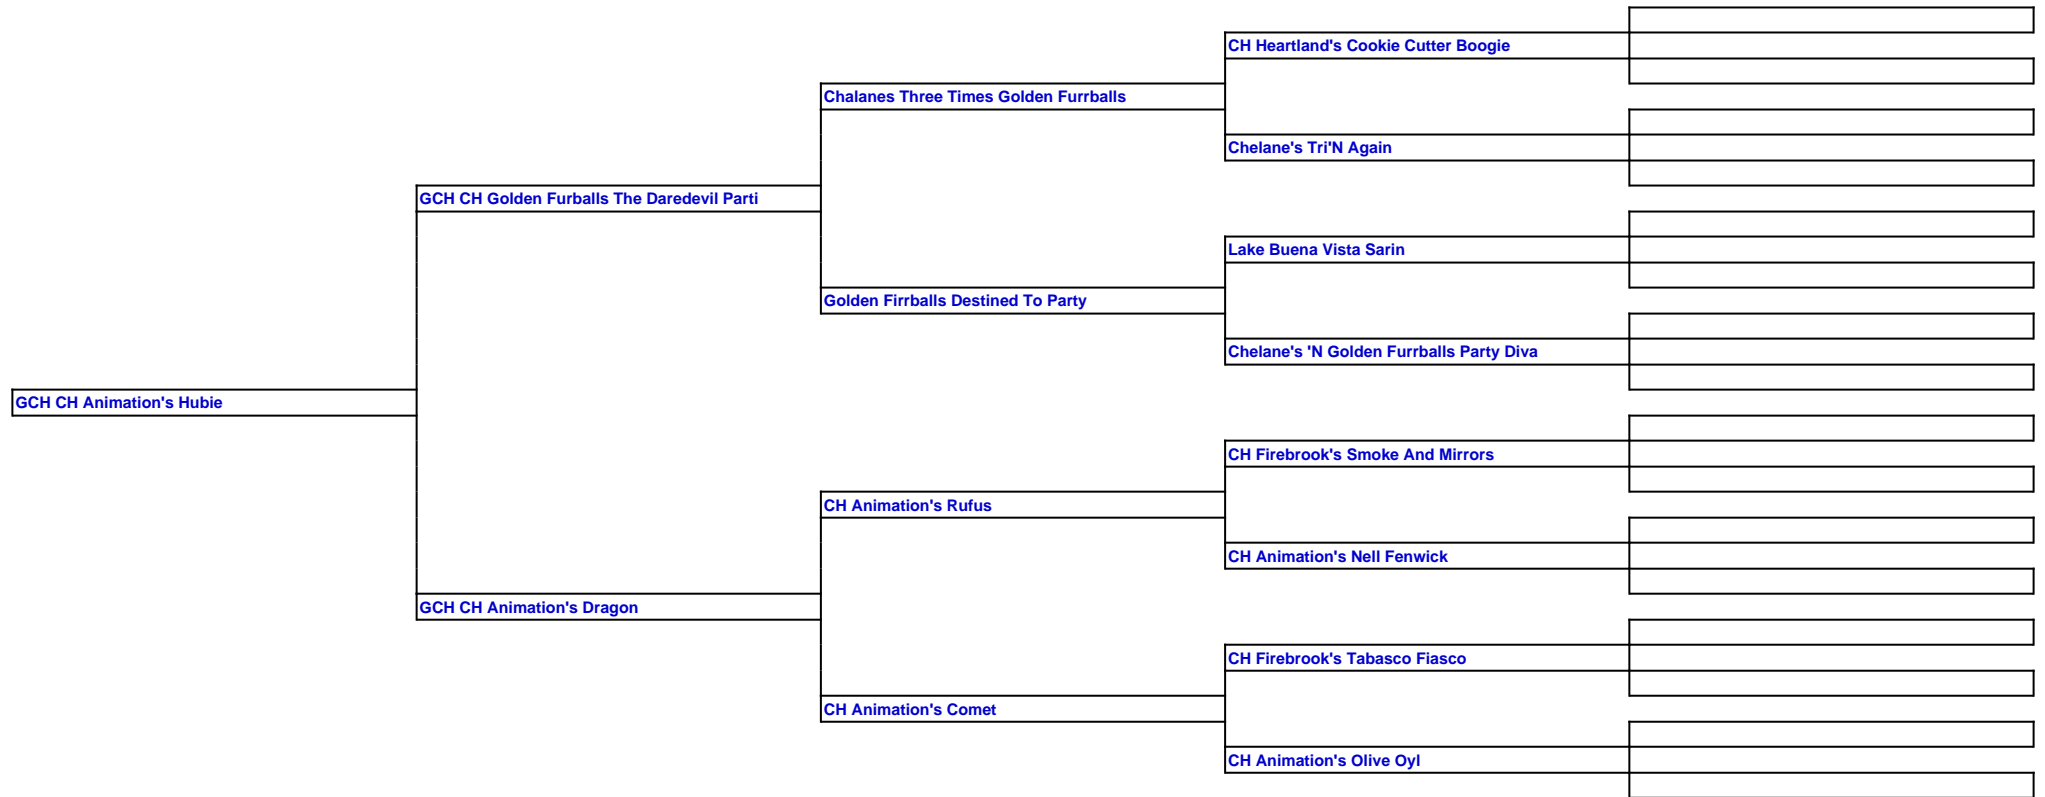 CH Heartland's Cookie Cutter Boogie
Chalanes Three Times Golden Furrballs
Chelane's Tri'N Again
GCH CH Golden Furballs The Daredevil Parti
Lake Buena Vista Sarin
Golden Firrballs Destined To Party
Chelane's 'N Golden Furrballs Party Diva
GCH CH Animation's Hubie
CH Firebrook's Smoke And Mirrors
CH Animation's Rufus
CH Animation's Nell Fenwick
GCH CH Animation's Dragon
CH Firebrook's Tabasco Fiasco
CH Animation's Comet
CH Animation's Olive Oyl